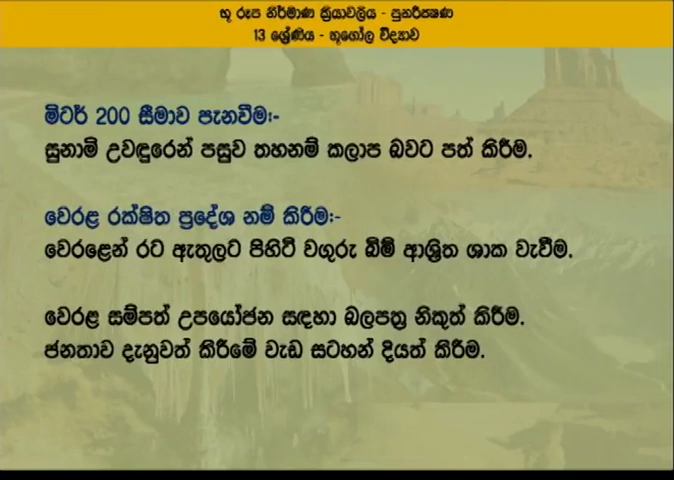 භූ රූප නිර්මාණ ක්‍රියාවලිය - පුනරීක්ෂණ
13 ශ්‍රේණිය - භූගෝල විද්‍යාව
මීටර් 200 සීමාව පැනවීම:-
සුනාමි උවඳුරෙන් පසුව තහනම් කලාප බවට පත් කිරීම.
වෙරළ රක්ෂිත ප්‍රදේශ නම් කිරීම:-
වෙරළෙන් රට ඇතුලට පිහිටි වගුරු බිම් ආශ්‍රිත ශාක වැවීම.
වෙරළ සම්පත් උපයෝජන සඳහා බලපත්‍ර නිකුත් කිරීම.
ජනතාව දැනුවත් කිරීමේ වැඩ සටහන් දියත් කිරීම.